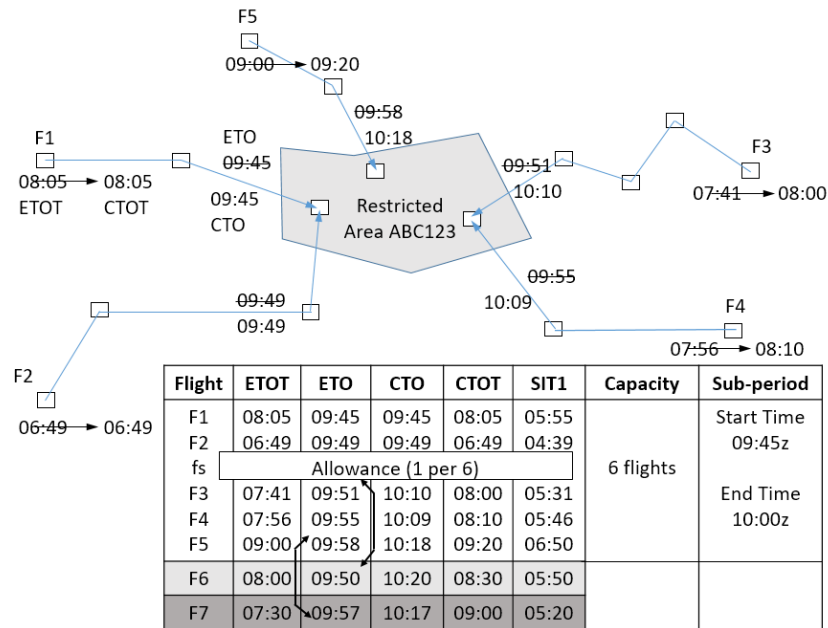 F5
09:00 09:20
09:58
10:18
F1
08:05 08:05
ETOT CTOT
ETO
09:45
09:45
CTO
Restricted
Area ABC123
09:51
10:10
F3
07:41 08:00
09:49
09:49
09:55
10:09
F4
07:56 08:10
F2
06:49 06:49
Flight ETOT ETO CTO CTOT SIT1 Capacity Sub-period
F1 08:05 09:45 09:45 08:05 05:55 Start Time
F2 06:49 09:49 09:49 06:49 04:39 09:45z
fs Allowance (1 per 6) 6 flights
F3 07:41 09:51 10:10 08:00 05:31 End Time
F4 07:56 09:55 10:09 08:10 05:46 10:00z
F5 09:00 09:58 10:18 09:20 06:50
F6 08:00 09:50 10:20 08:30 05:50
F7 07:30 09:57 10:17 09:00 05:20